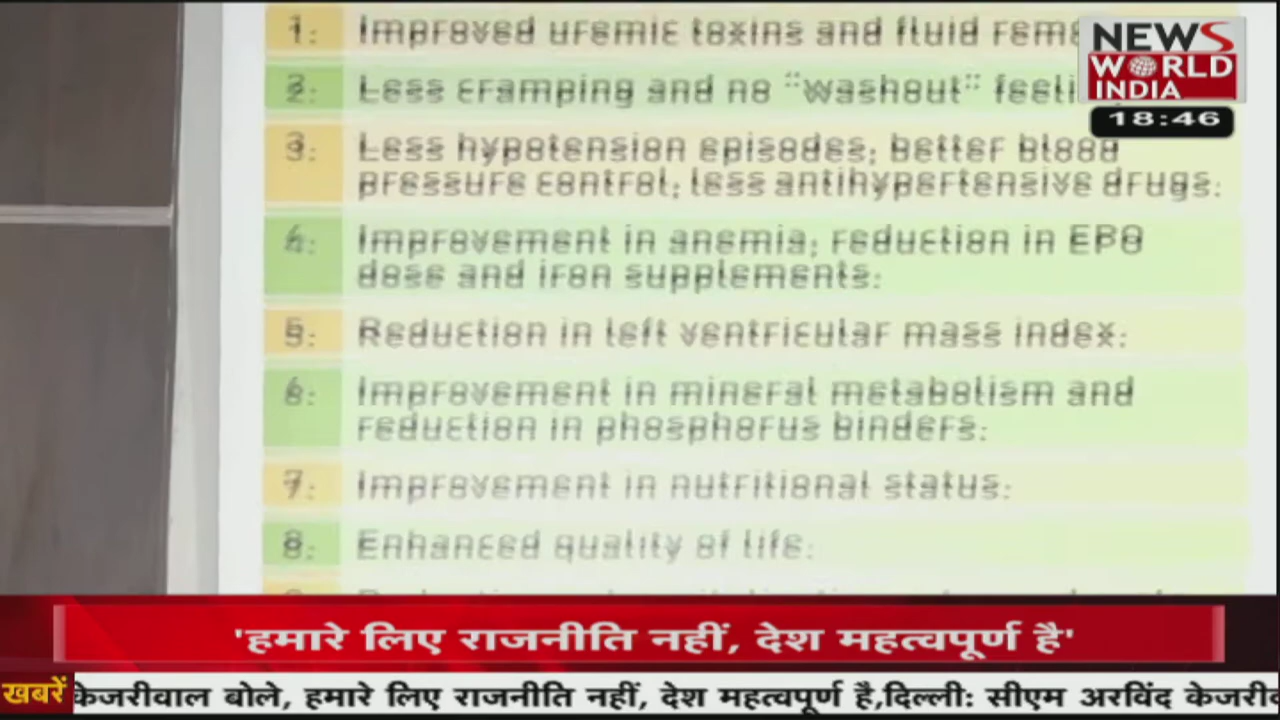 1. Improved uremic toxins and fluid
2. Less cramping and no "washout"
3. Less hypotension episodes, better blood
pressure control, less antihypertensive drugs.
4. Improvement in anemia, reduction in EPO
dose and iron supplements.
5. Reduction in left ventricular mass index.
6. Improvement in mineral metabolism and
reduction in phosphorus binders.
7. Improvement in nutritional status.
8. Enhanced quality of life.
NEWS
WORLD
INDIA
18:46
'हमारे लिए राजनीति नहीं, देश महत्वपूर्ण है'
खबरें केजरीवाल बोले, हमारे लिए राजनीति नहीं, देश महत्वपूर्ण है,दिल्ली: सीएम अरविंद